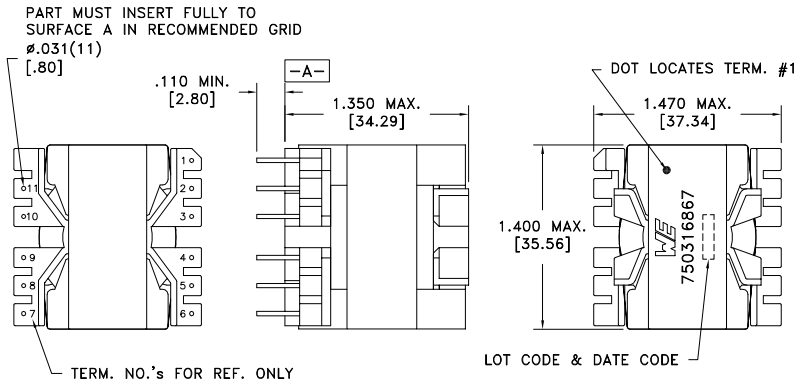 PART MUST INSERT FULLY TO
SURFACE A IN RECOMMENDED GRID
ø.031(11)
[.80]
.110 MIN.
[2.80]
-A-
1.350 MAX.
[34.29]
DOT LOCATES TERM. #1
1.470 MAX.
[37.34]
1
11
2
10
3
9
4
8
5
7
6
1.400 MAX.
[35.56]
WE
750316867
TERM. NO.'s FOR REF. ONLY
LOT CODE & DATE CODE